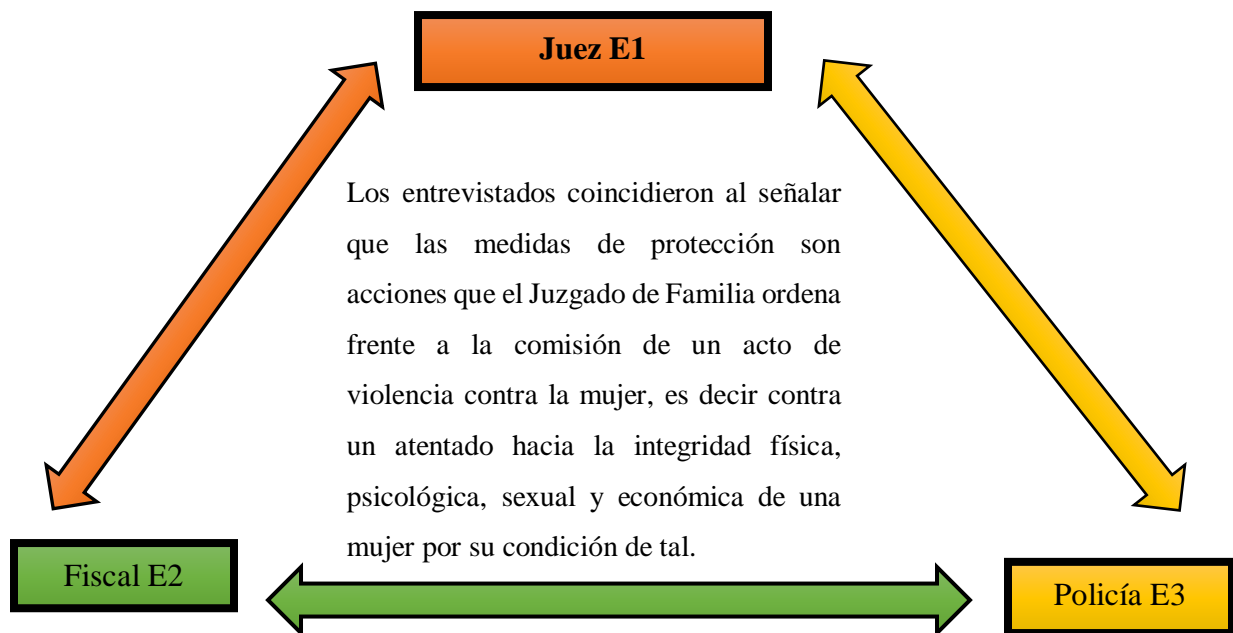 Juez E1
Los entrevistados coincidieron al señalar
que las medidas de protección son
acciones que el Juzgado de Familia ordena
frente a la comisión de un acto de
violencia contra la mujer, es decir contra
un atentado hacia la integridad física,
psicológica, sexual y económica de una
mujer por su condición de tal.
Fiscal E2
Policía E3